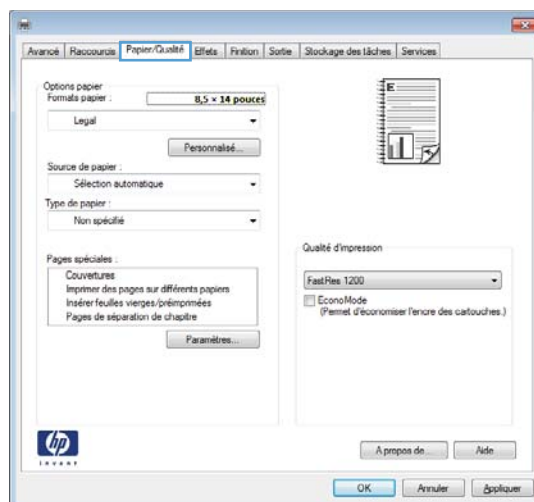 Avancé Raccourcis Papier/Qualité Effets Finition Sortie Stockage des tâches Services
Options papier
Formats papier :
8,5 × 14 pouces
Legal
Personnalisé...
Source de papier :
Sélection automatique
Type de papier :
Non spécifié
Pages spéciales :
Couvertures
Imprimer des pages sur différents papiers
Insérer feuilles vierges/préimprimées
Pages de séparation de chapitre
Paramètres...
E
Qualité d'impression
FastRes 1200
EconoMode
(Permet d'économiser l'encre des cartouches.)
hp
invent
A propos de... Aide
OK Annuler Appliquer